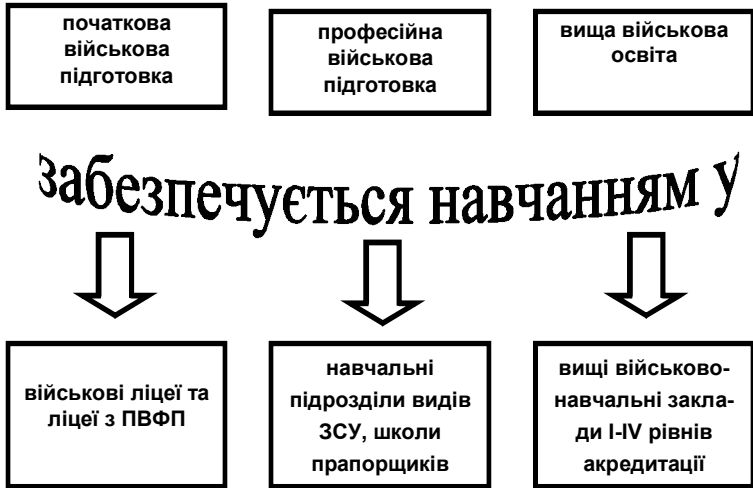 початкова
військова
підготовка
професійна
військова
підготовка
вища військова
освіта
забезпечується навчанням у
військові ліцеї та
ліцеї з ПВФП
навчальні
підрозділи видів
ЗСУ, школи
прапорщиків
вищі військово-
навчальні закла-
ди І-ІV рівнів
акредитації